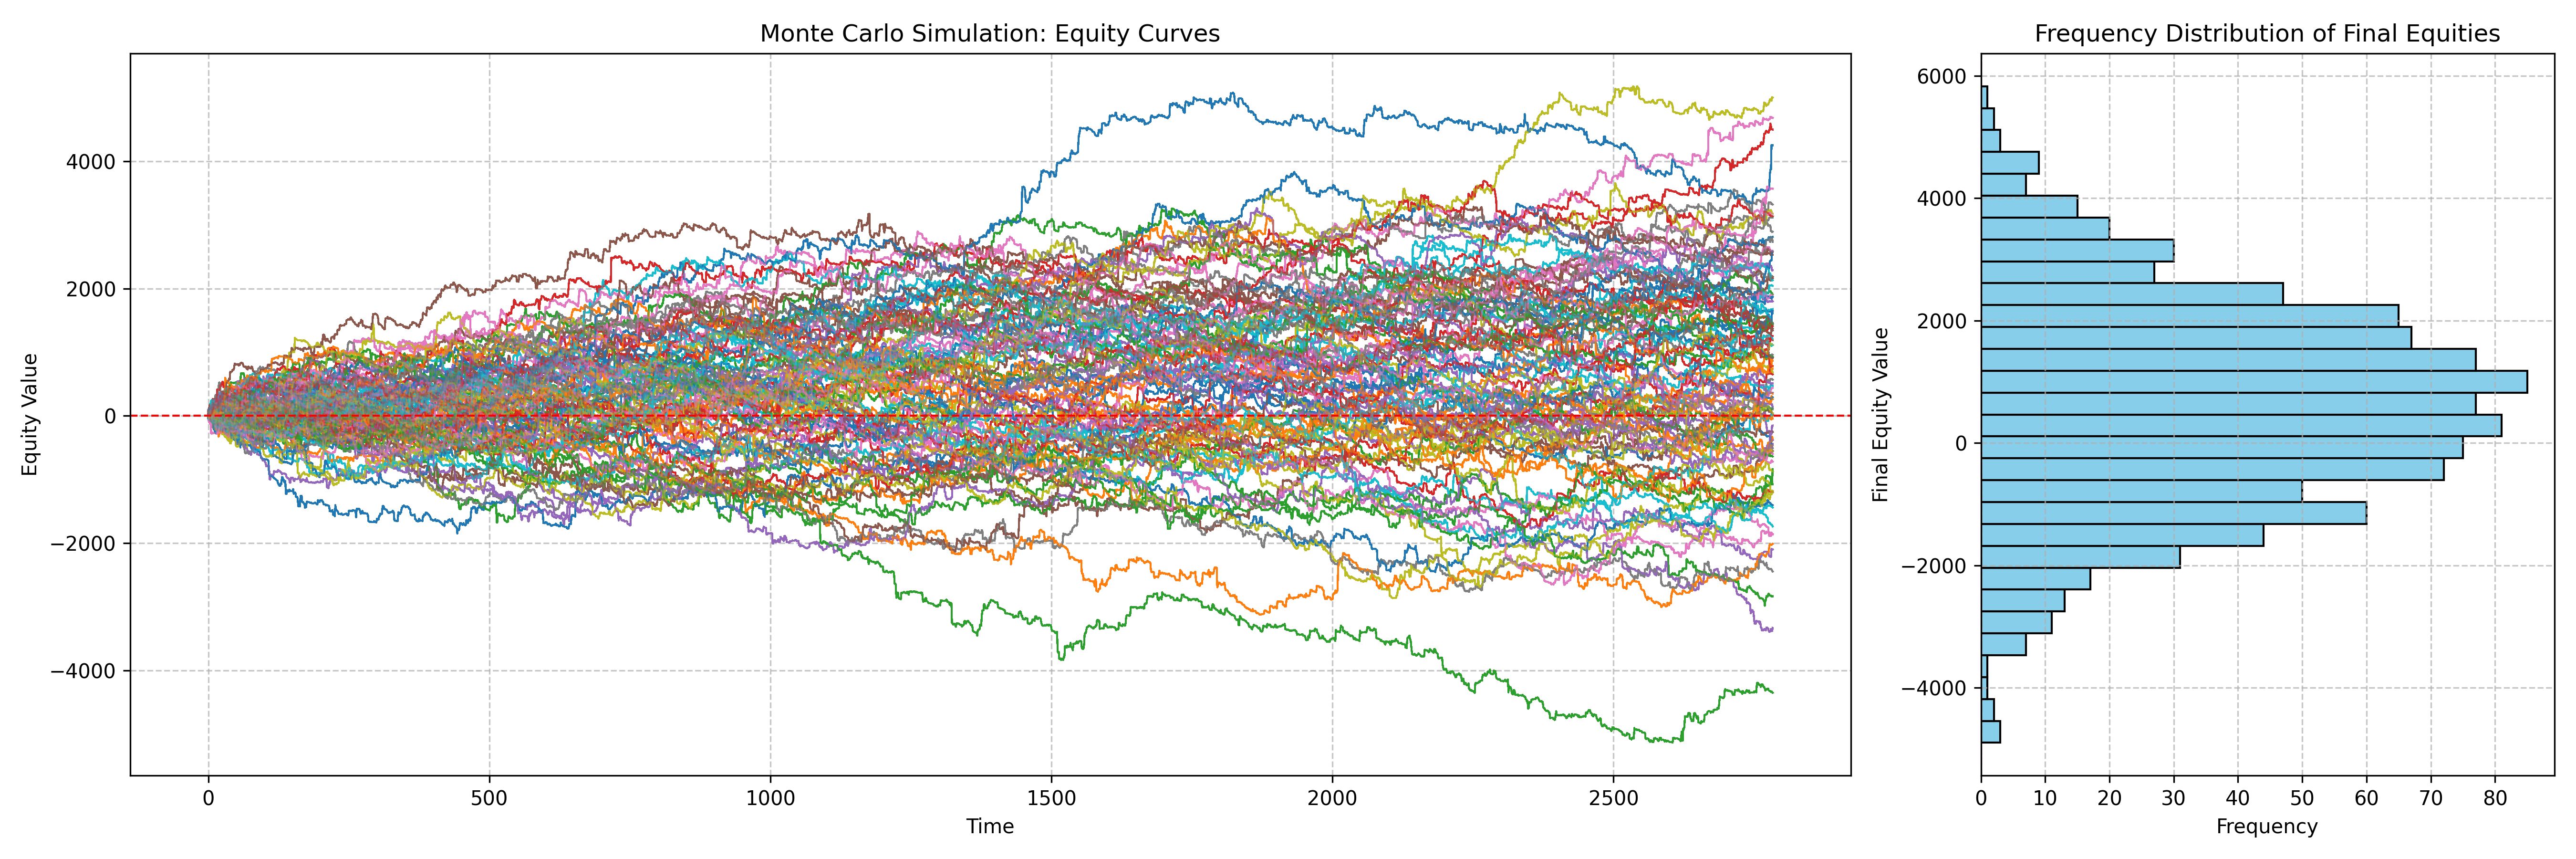 Monte Carlo Simulation: Equity Curves
Equity Value
4000
2000
0
−2000
−4000
0 500 1000 1500 2000 2500
Time
Frequency Distribution of Final Equities
Final Equity Value
6000
4000
2000
0
−2000
−4000
0 10 20 30 40 50 60 70 80
Frequency